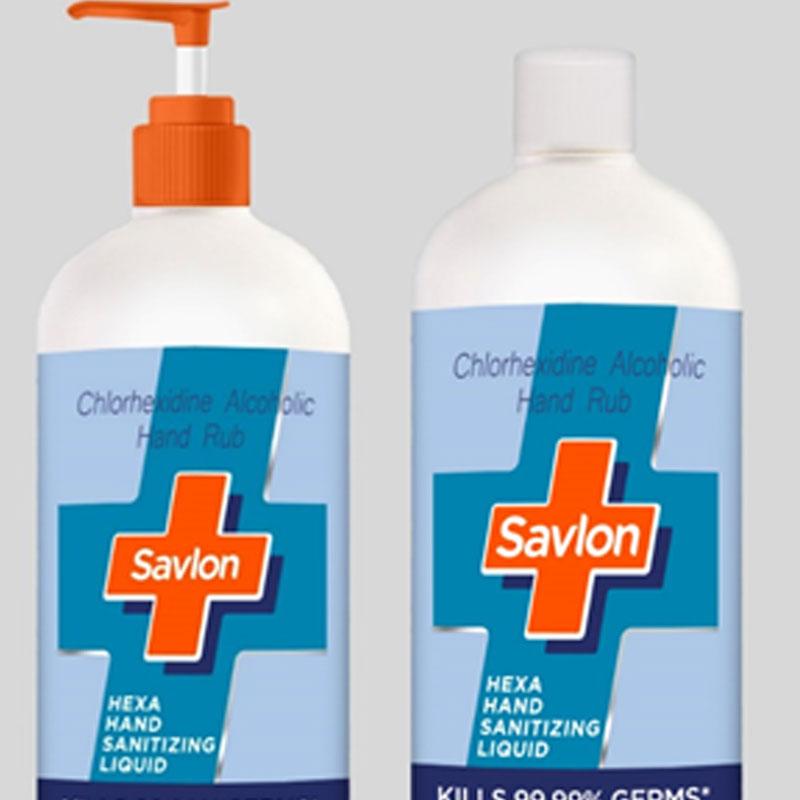 Chlorhexidine Alcoholic
Hand Rub
Savlon
HEXA
HAND
SANITIZING
LIQUID
Chlorhexidine Alcoholic
Hand Rub
Savlon
HEXA
HAND
SANITIZING
LIQUID
KILLS 99.99% GERMS*